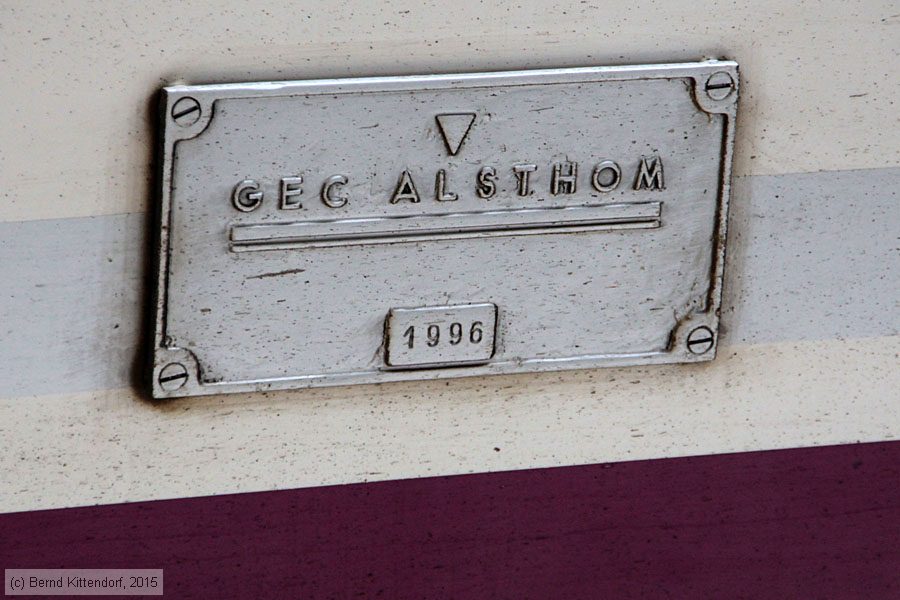 GEC ALSTHOM
1996
(c) Bernd Kittendorf, 2015